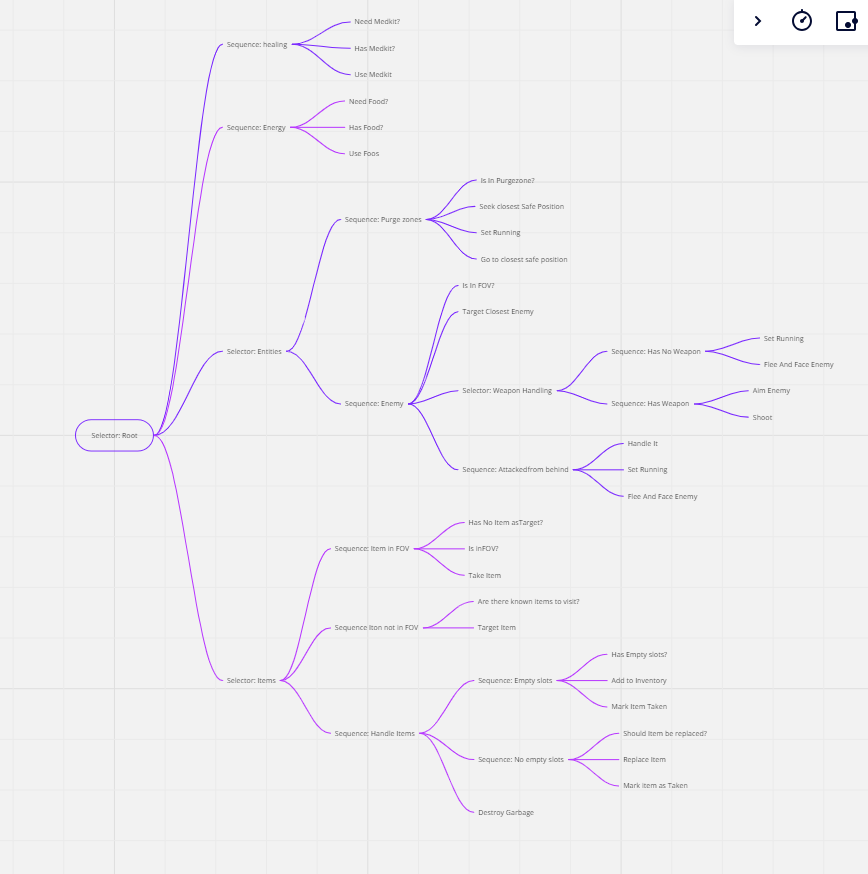 Need Medkit?
Sequence: healing
Has Medkit?
Use Medkit
Need Food?
Sequence: Energy
Has Food?
Use Foos
Is In Purgezone?
Seek closest Safe Position
Sequence: Purge zones
Set Running
Go to closest safe position
Is In FOV?
Target Closest Enemy
Set Running
Selector: Entities
Sequence: Has No Weapon
Flee And Face Enemy
Selector: Weapon Handling
Aim Enemy
Sequence: Enemy
Sequence: Has Weapon
Shoot
Selector: Root
Handle It
Sequence: Attackedfrom behind
Set Running
Flee And Face Enemy
Has No Item asTarget?
Sequence: Item in FOV
Is inFOV?
Take Item
Are there known items to visit?
Sequence Iton not in FOV
Target Item
Has Empty slots?
Selector: Items
Sequence: Empty slots
Add to Inventory
Mark Item Taken
Sequence: Handle Items
Should Item be replaced?
Sequence: No empty slots
Replace Item
Mark item as Taken
Destroy Garbage